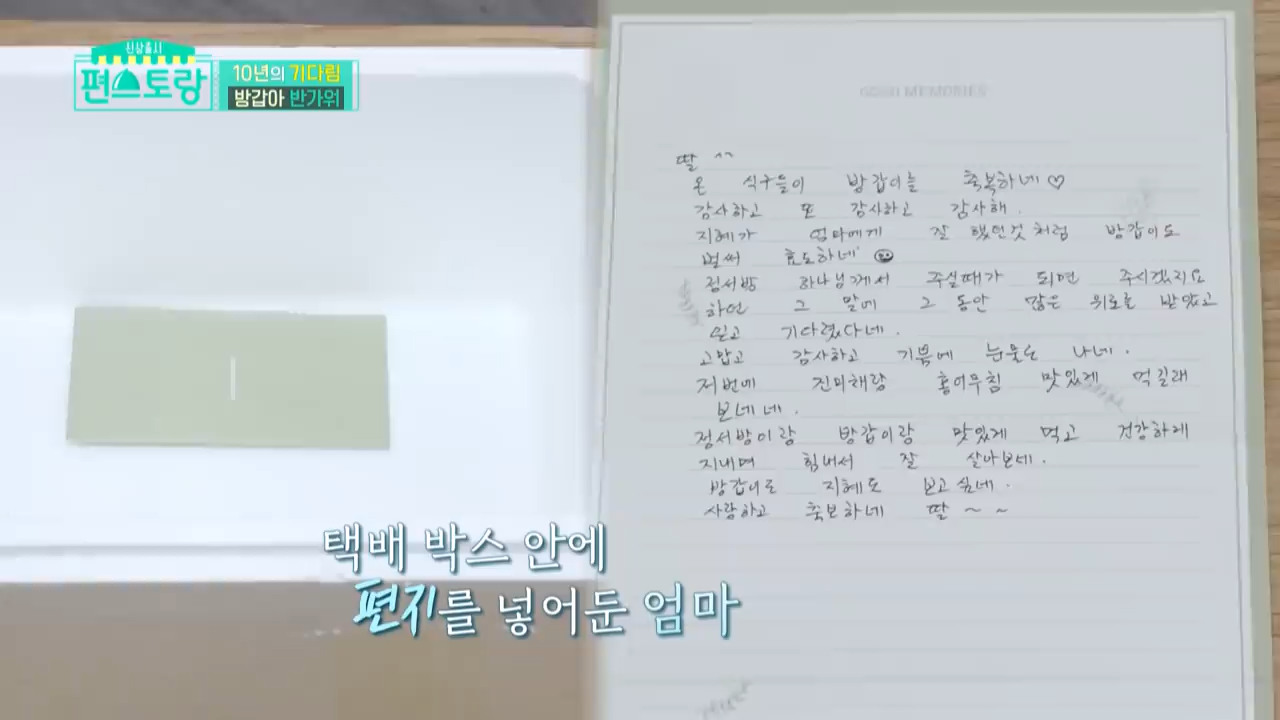 신상출시
편스토랑
10년의 기다림
방갑아 반가워
GOOD MEMORIES
딸 ^^
온 식구들이 방갑이를 축복하네♡
감사하고 또 감사하고 감사해.
지혜가 엄마에게 잘 했던것 처럼 방갑이도
벌써 효도하네
정서방 하나님께서 주실때가 되면 주시겠지요
하던 그 말에 그 동안 많은 위로를 받았고
믿고 기다렸다네.
고맙고 감사하고 기쁨에 눈물도 나네.
저번에 진미채랑 홍어무침 맛있게 먹길래
보네네.
정서방이랑 방갑이랑 맛있게 먹고 건강하게
지내며 힘내서 잘 살아보세.
방갑이도 지혜도 보고싶네.
사랑하고 축복하네 딸~~
택배 박스 안에
편지를 넣어둔 엄마